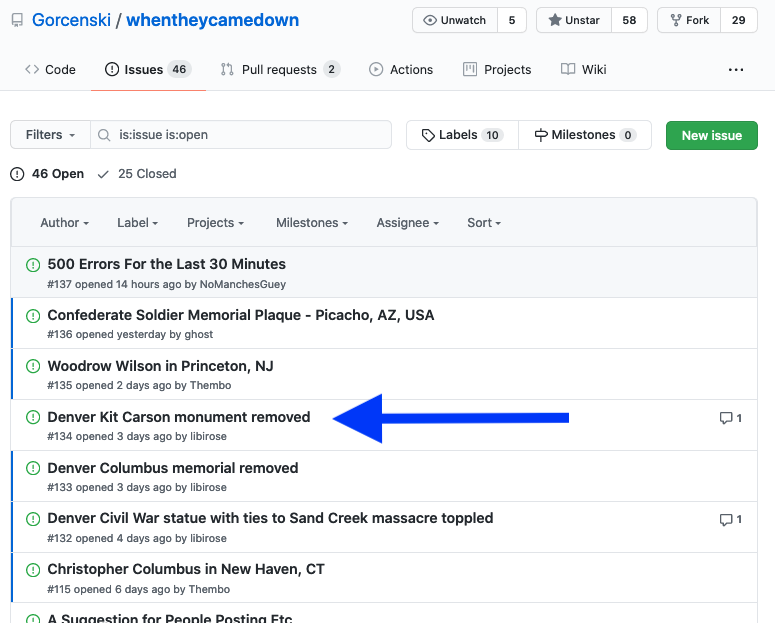 Gorcenski / whentheycamedown
Unwatch 5 Unstar 58 Fork 29
Code Issues 46 Pull requests 2 Actions Projects Wiki ...
Filters is:issue is:open Labels 10 Milestones 0 New issue
46 Open 25 Closed
Author Label Projects Milestones Assignee Sort
500 Errors For the Last 30 Minutes
#137 opened 14 hours ago by NoManchesGuey
Confederate Soldier Memorial Plaque - Picacho, AZ, USA
#136 opened yesterday by ghost
Woodrow Wilson in Princeton, NJ
#135 opened 2 days ago by Thembo
Denver Kit Carson monument removed 1
#134 opened 3 days ago by libirose
Denver Columbus memorial removed
#133 opened 3 days ago by libirose
Denver Civil War statue with ties to Sand Creek massacre toppled 1
#132 opened 4 days ago by libirose
Christopher Columbus in New Haven, CT
#115 opened 6 days ago by Thembo
A Suggestion for People Posting Etc